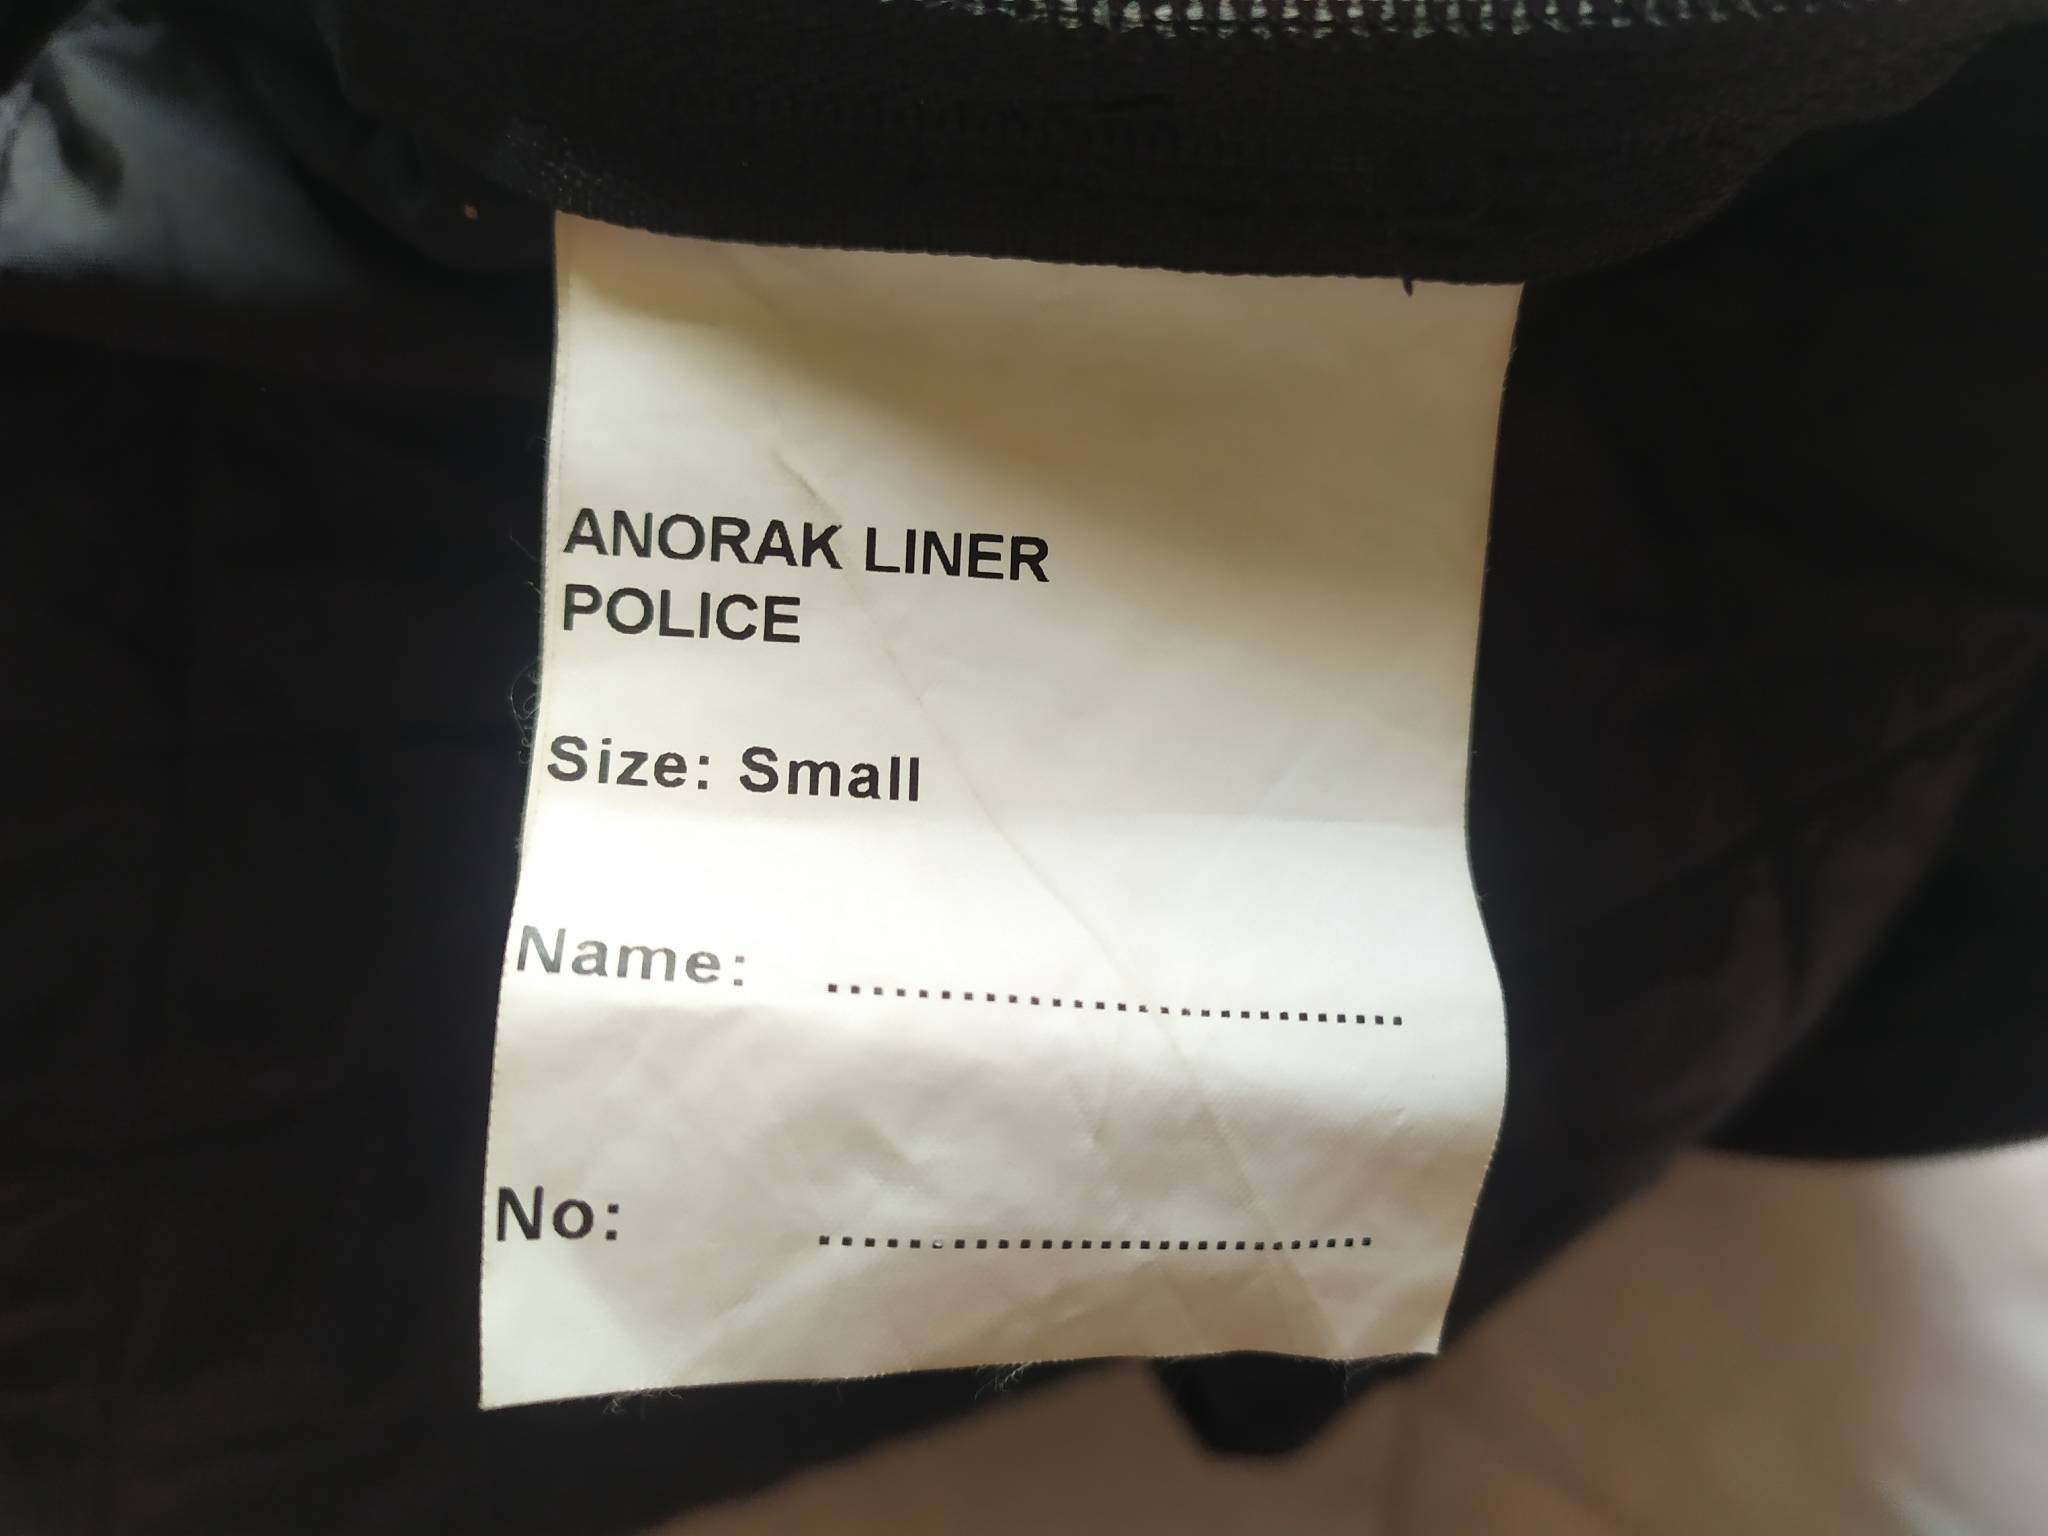 ANORAK LINER
POLICE
Size: Small
Name: ...........................
No: ..........................